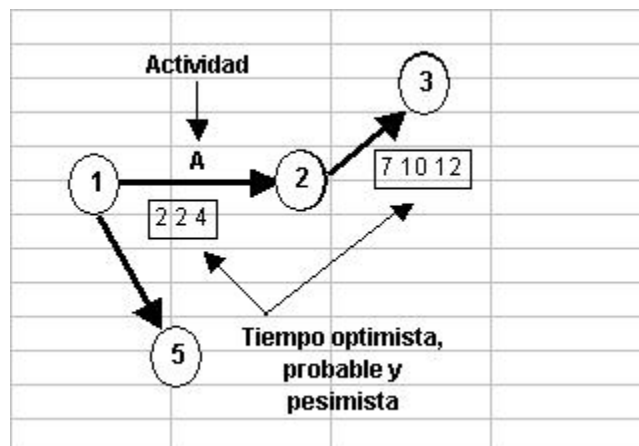 Actividad
3
A
1
2
7 10 12
2 2 4
5
Tiempo optimista,
probable y
pesimista